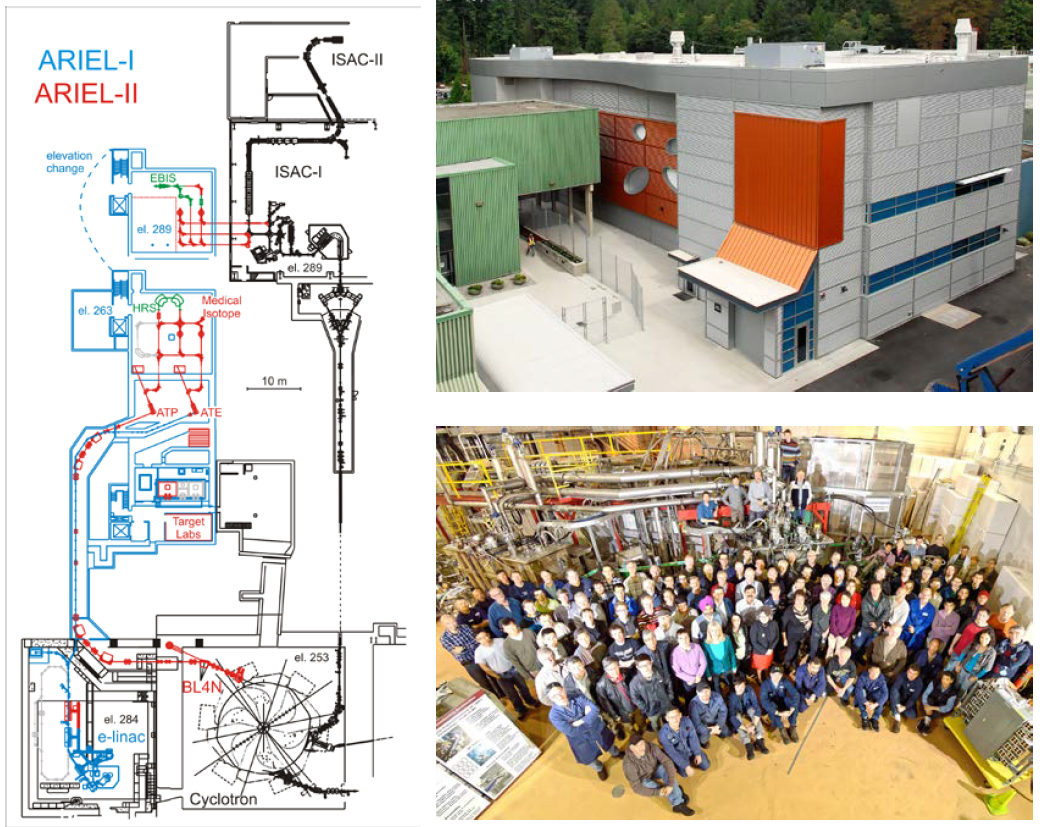 ARIEL-I
ARIEL-II
ISAC-II
elevation
change
EBIS
ISAC-I
el. 289
el. 289
el. 263
HRS
Medical
Isotope
10 m
ATP
ATE
Target
Labs
el. 253
BL4N
el. 284
e-linac
Cyclotron